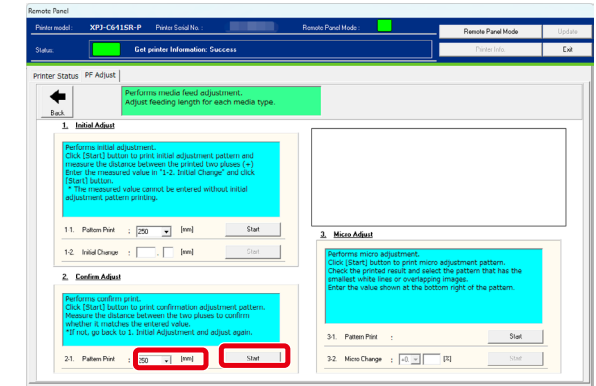 Remote Panel
Printer model : XPJ-C641SR-P Printer Serial No. : Remote Panel Mode : Remote Panel Mode Update
Status: Get printer Information: Success Printer Info. Exit
Printer Status PF Adjust
Back
Performs media feed adjustment.
Adjust feeding length for each media type.
1. Initial Adjust
Performs initial adjustment.
Click [Start] button to print initial adjustment pattern and
measure the distance between the printed two pluses (+)
Enter the measured value in "1-2. Initial Change" and click
[Start] button.
* The measured value cannot be entered without initial
adjustment pattern printing.
1 1. Pattern Print : 250 [mm] Start
1-2. Initial Change : . [mm] Start
2. Confirm Adjust
Performs confirm print.
Click [Start] button to print confirmation adjustment pattern.
Measure the distance between the two pluses to confirm
whether it matches the entered value.
*If not, go back to 1. Initial Adjustment and adjust again.
2-1. Pattern Print : 250 [mm] Start
3. Micro Adjust
Performs micro adjustment.
Click [Start] button to print micro adjustment pattern.
Check the printed result and select the pattern that has the
smallest white lines or overlapping images.
Enter the value shown at the bottom right of the pattern.
3-1. Pattern Print : Start
3-2. Micro Change : +0. [%] Start